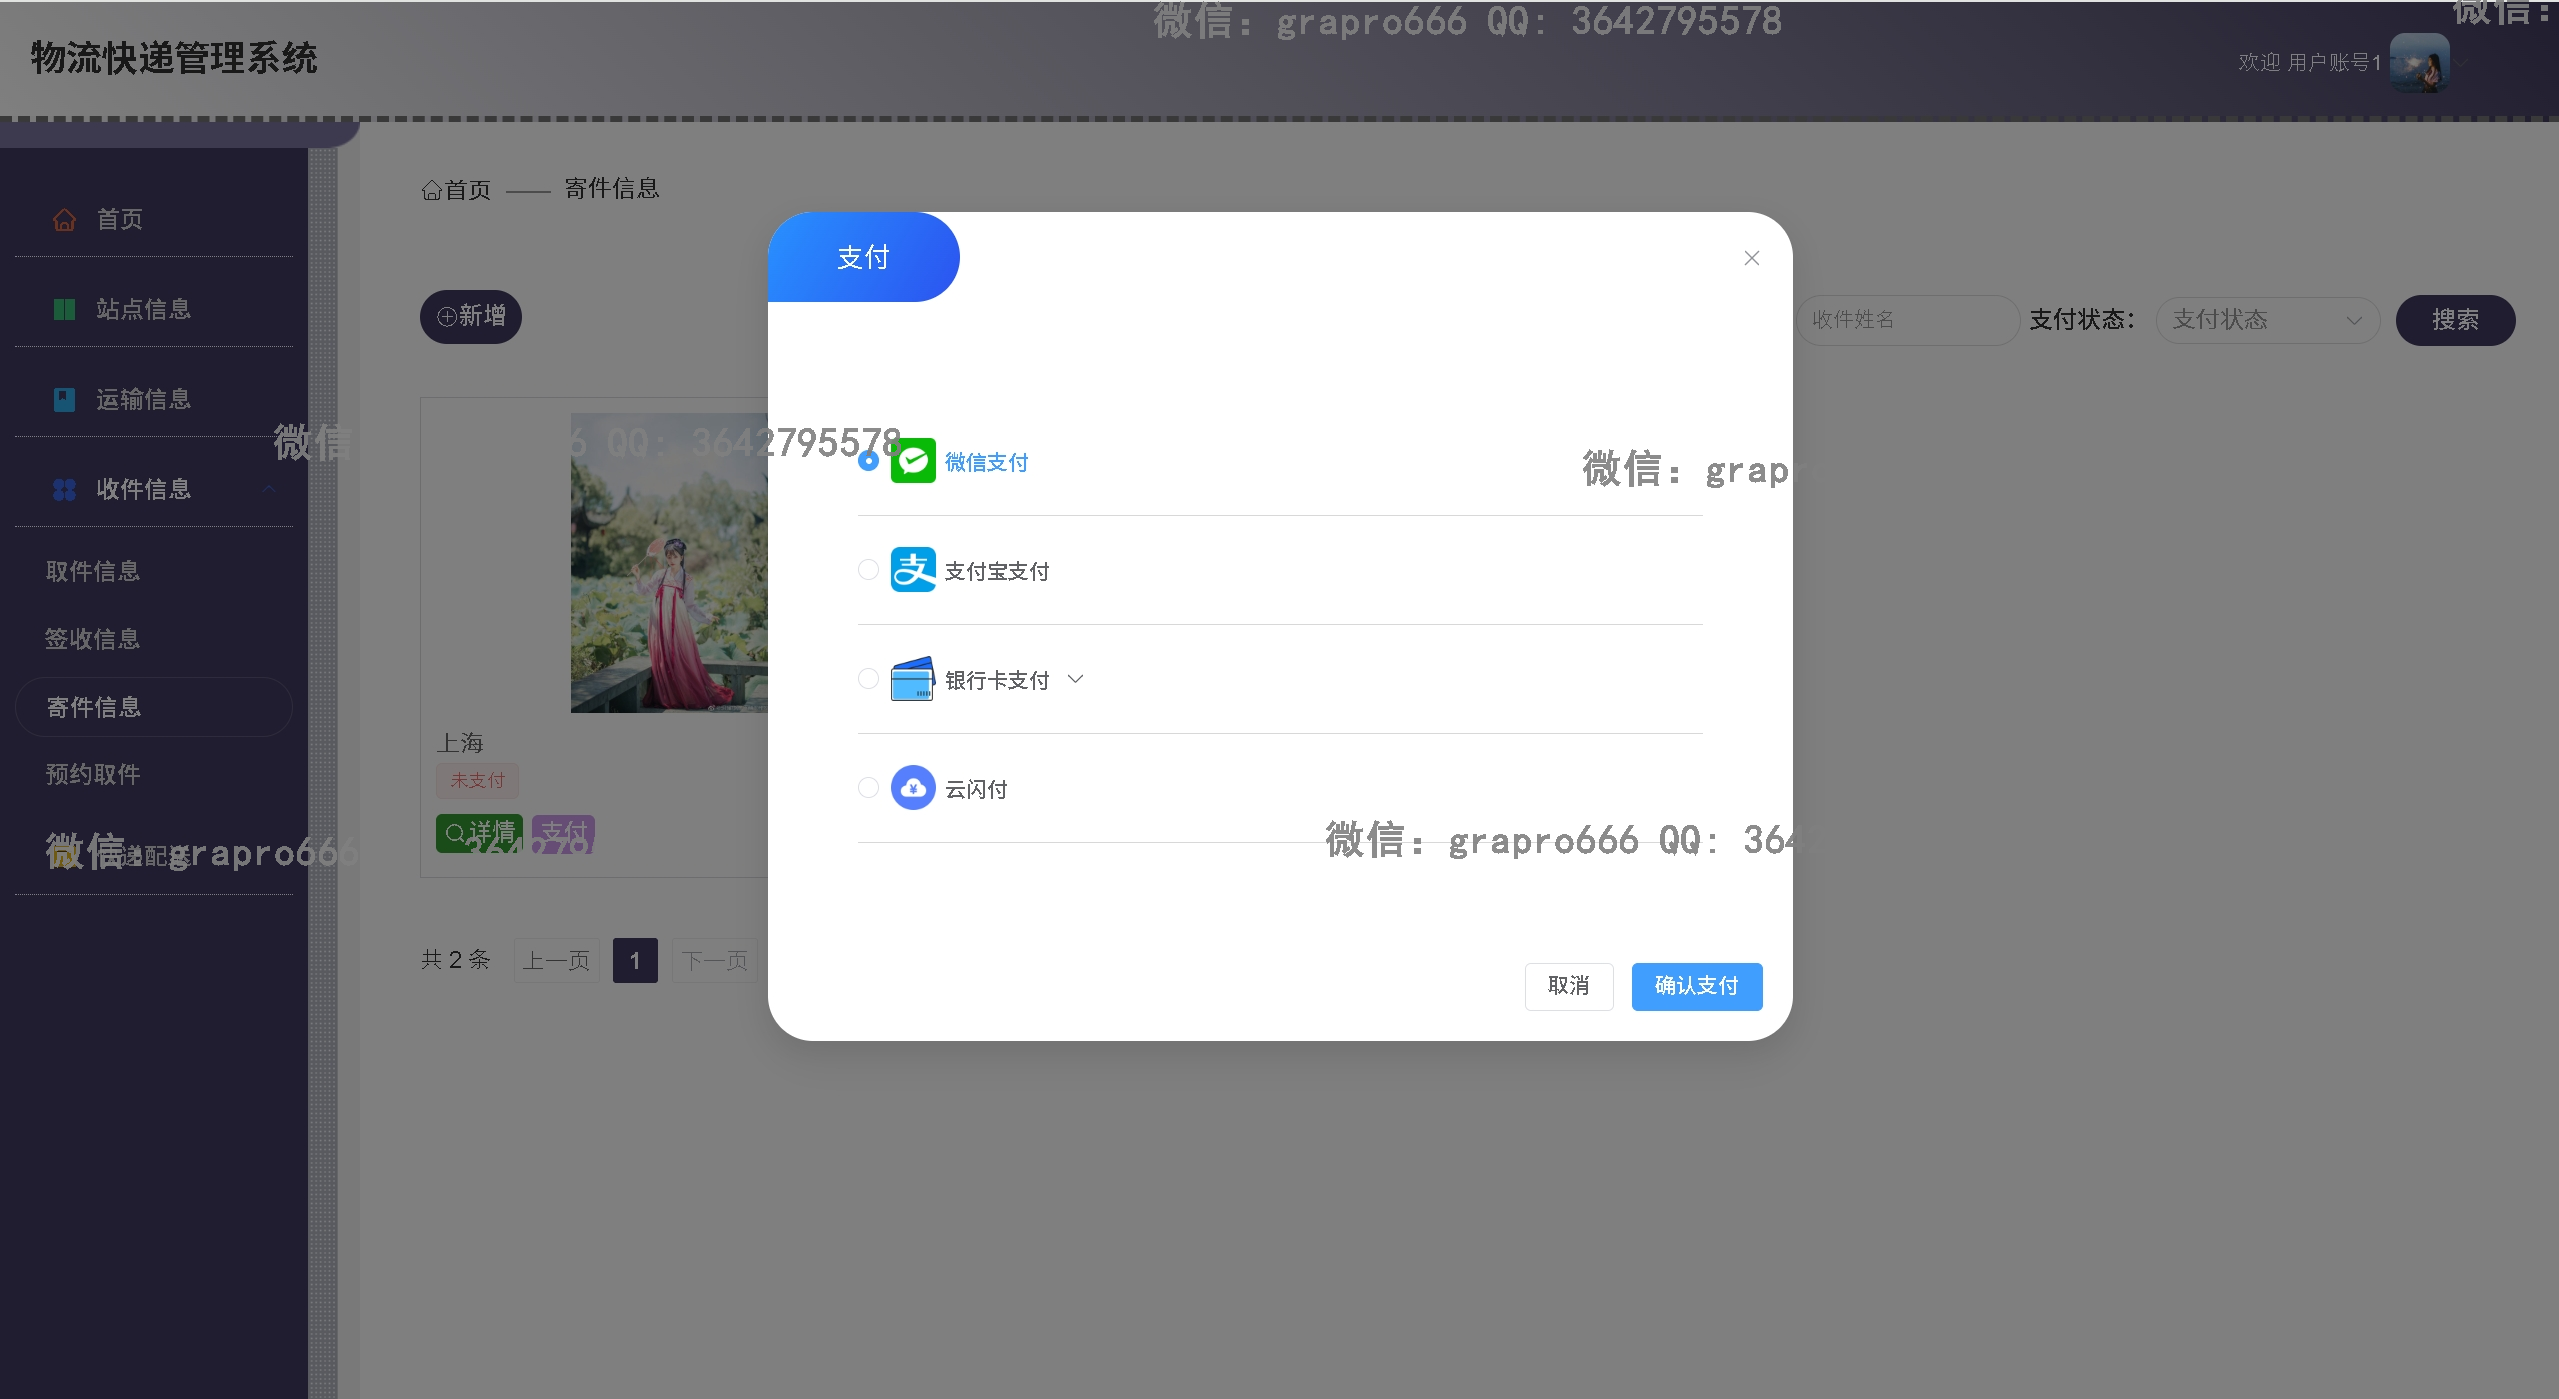 微信: grapro666 QQ: 3642795578
微信:
物流快递管理系统
欢迎 用户账号1
首页
站点信息
运输信息
收件信息
取件信息
签收信息
寄件信息
预约取件
首页 —— 寄件信息
新增
收件姓名
支付状态:
支付状态
搜索
微信
6 QQ: 3642795578
上海
未支付
详情
支付
微信: grapro666
共 2 条
上一页
1
下一页
支付
微信支付
微信: grapr
支付宝支付
银行卡支付
云闪付
微信: grapro666 QQ: 364
取消
确认支付